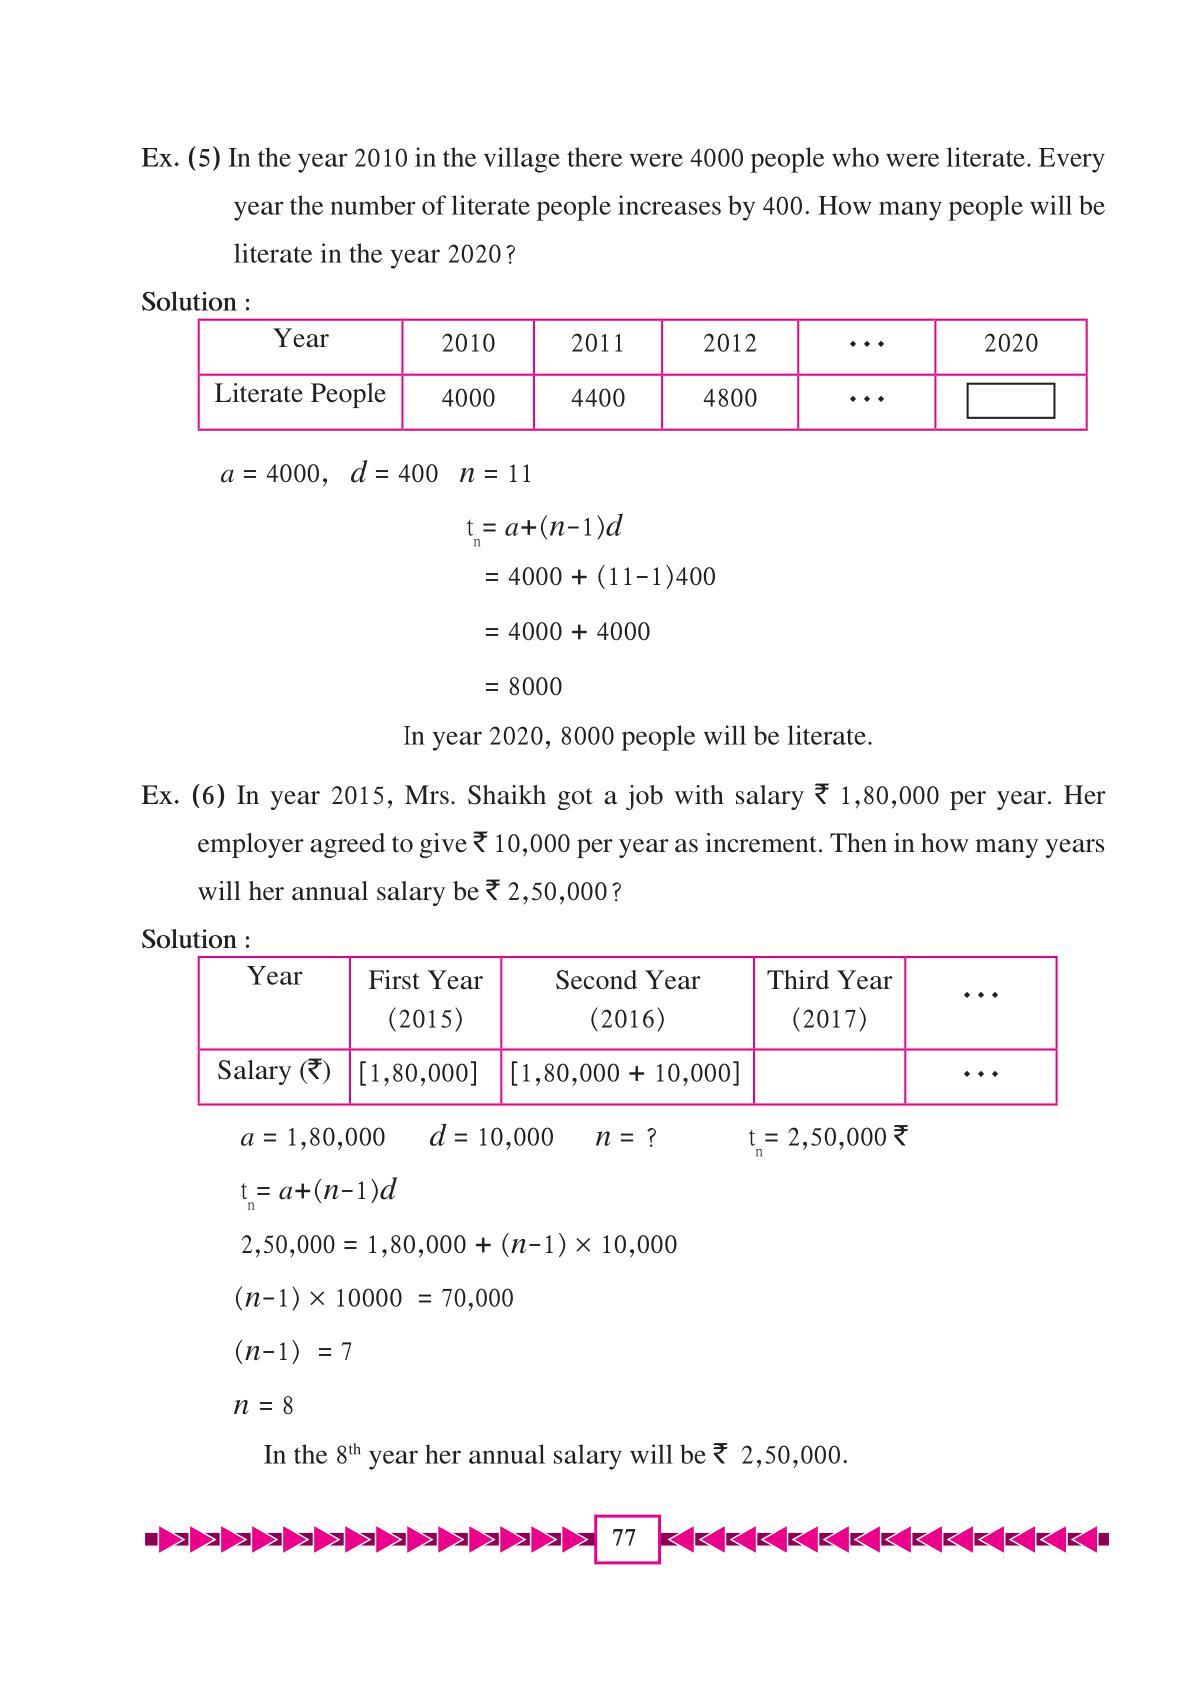 Ex. (5) In the year 2010 in the village there were 4000 people who were literate. Every
year the number of literate people increases by 400. How many people will be
literate in the year 2020?
Solution :
Year 2010 2011 2012 ... 2020
Literate People 4000 4400 4800 ...
a = 4000, d = 400 n = 11
tn = a+(n-1)d
= 4000 + (11-1)400
= 4000 + 4000
= 8000
In year 2020, 8000 people will be literate.
Ex. (6) In year 2015, Mrs. Shaikh got a job with salary ₹ 1,80,000 per year. Her
employer agreed to give ₹ 10,000 per year as increment. Then in how many years
will her annual salary be ₹ 2,50,000?
Solution :
Year First Year Second Year Third Year ...
(2015) (2016) (2017)
Salary (₹) [1,80,000] [1,80,000 + 10,000] ...
a = 1,80,000 d = 10,000 n = ? tn = 2,50,000 ₹
tn = a+(n-1)d
2,50,000 = 1,80,000 + (n-1) × 10,000
(n-1) × 10000 = 70,000
(n-1) = 7
n = 8
In the 8th year her annual salary will be ₹ 2,50,000.
77